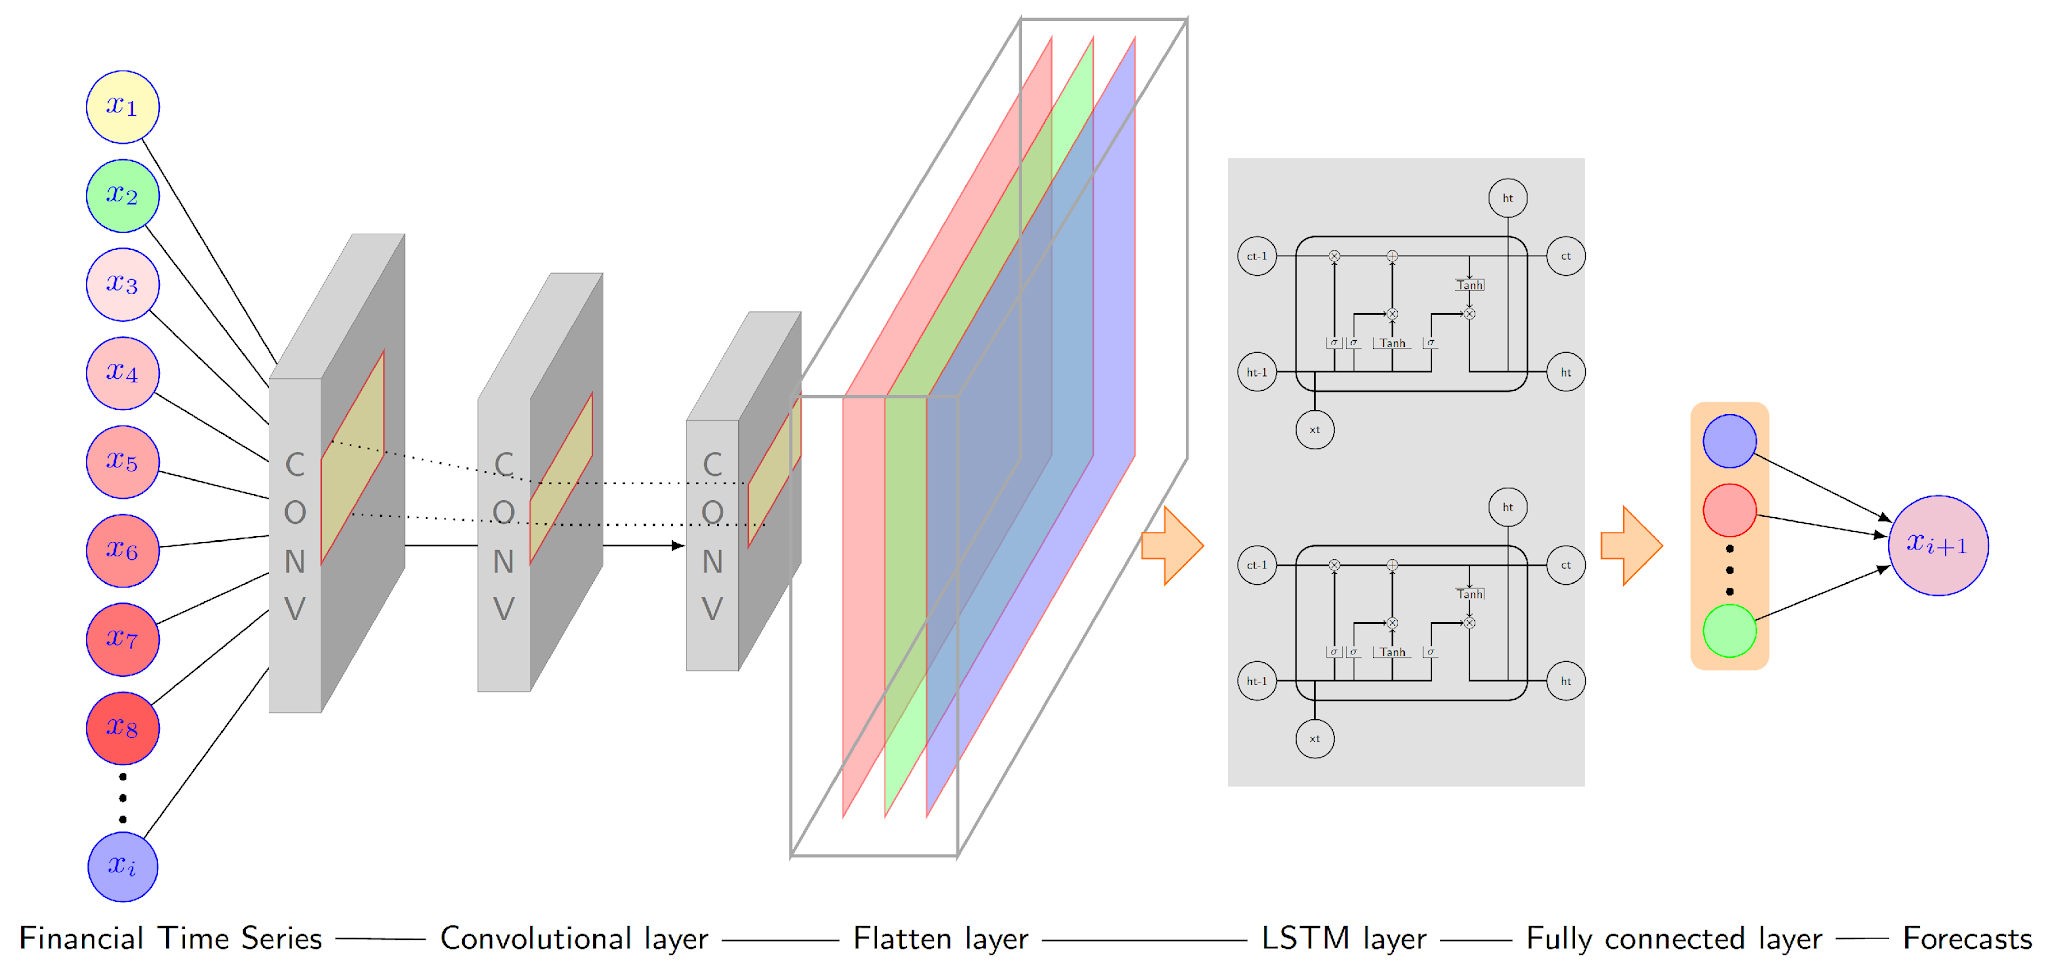 x1
x2
x3
x4
x5
x6
x7
x8
xi
C
O
N
V
C
O
N
V
C
O
N
V
ht
ct-1
× + ct
Tanh
× ×
σ σ Tanh σ
ht-1
ht
xt
ht
ct-1
× + ct
Tanh
× ×
σ σ Tanh σ
ht-1
ht
xt
xi+1
Financial Time Series Convolutional layer Flatten layer LSTM layer Fully connected layer Forecasts